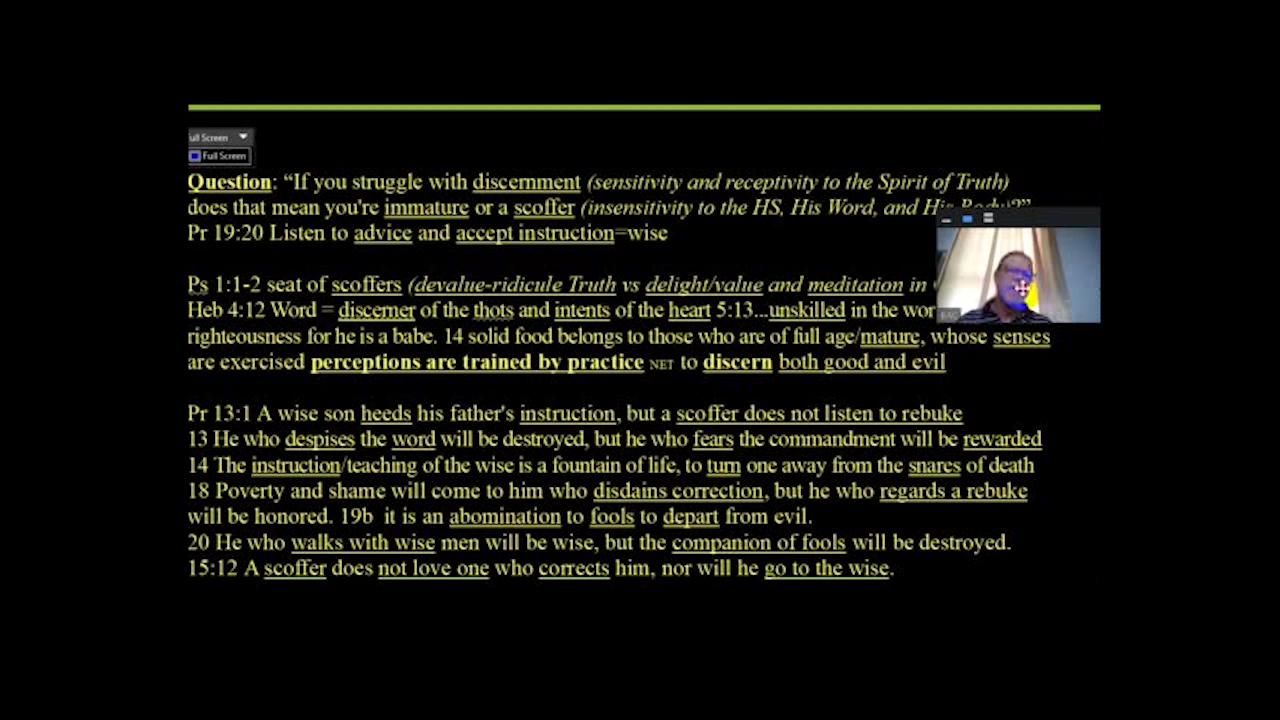 ull Screen
Full Screen
Question: “If you struggle with discernment (sensitivity and receptivity to the Spirit of Truth)
does that mean you're immature or a scoffer (insensitivity to the HS, His Word, and His Body)?”
Pr 19:20 Listen to advice and accept instruction=wise
Ps 1:1-2 seat of scoffers (devalue-ridicule Truth vs delight/value and meditation in
Heb 4:12 Word = discerner of the thots and intents of the heart 5:13...unskilled in the wor
righteousness for he is a babe. 14 solid food belongs to those who are of full age/mature, whose senses
are exercised perceptions are trained by practice NET to discern both good and evil
Pr 13:1 A wise son heeds his father's instruction, but a scoffer does not listen to rebuke
13 He who despises the word will be destroyed, but he who fears the commandment will be rewarded
14 The instruction/teaching of the wise is a fountain of life, to turn one away from the snares of death
18 Poverty and shame will come to him who disdains correction, but he who regards a rebuke
will be honored. 19b it is an abomination to fools to depart from evil.
20 He who walks with wise men will be wise, but the companion of fools will be destroyed.
15:12 A scoffer does not love one who corrects him, nor will he go to the wise.